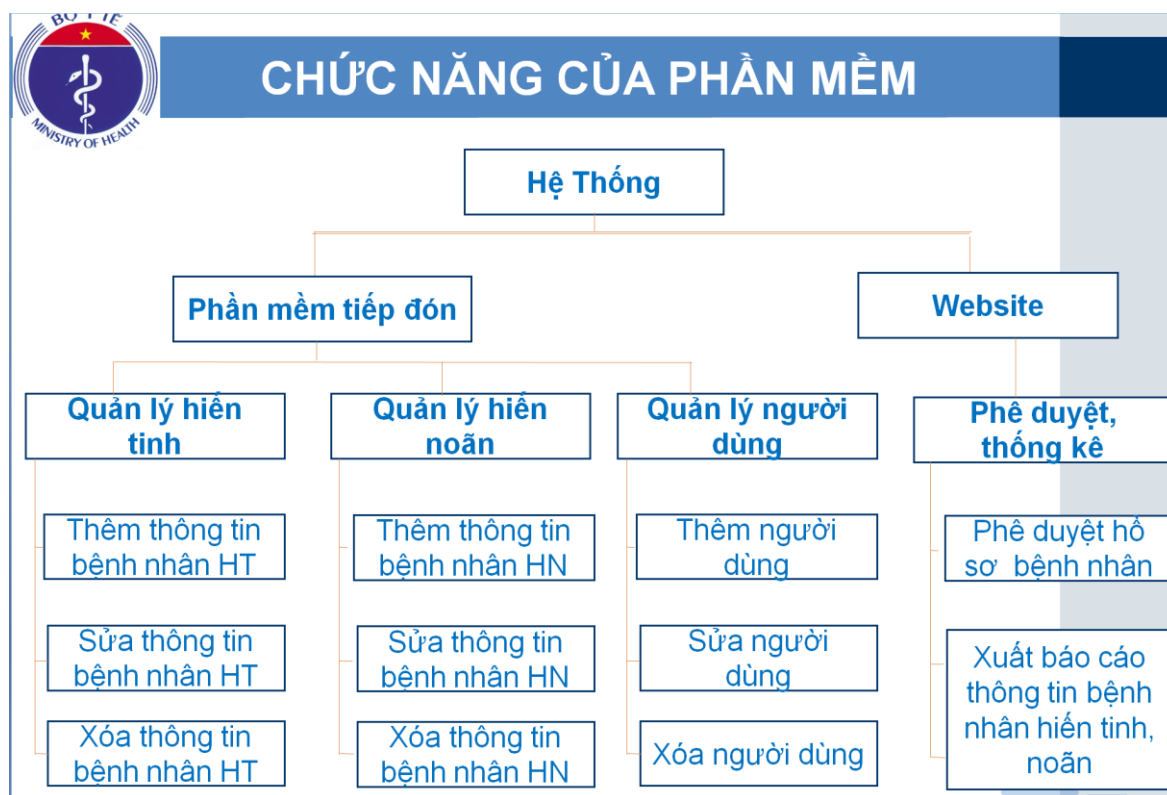 BỘ Y TẾ
MINISTRY OF HEALTH
CHỨC NĂNG CỦA PHẦN MỀM
Hệ Thống
Phần mềm tiếp đón
Website
Quản lý hiến
tinh
Quản lý hiến
noãn
Quản lý người
dùng
Phê duyệt,
thống kê
Thêm thông tin
bệnh nhân HT
Thêm thông tin
bệnh nhân HN
Thêm người
dùng
Phê duyệt hồ
sơ bệnh nhân
Sửa thông tin
bệnh nhân HT
Sửa thông tin
bệnh nhân HN
Sửa người
dùng
Xuất báo cáo
thông tin bệnh
nhân hiến tinh,
noãn
Xóa thông tin
bệnh nhân HT
Xóa thông tin
bệnh nhân HN
Xóa người dùng